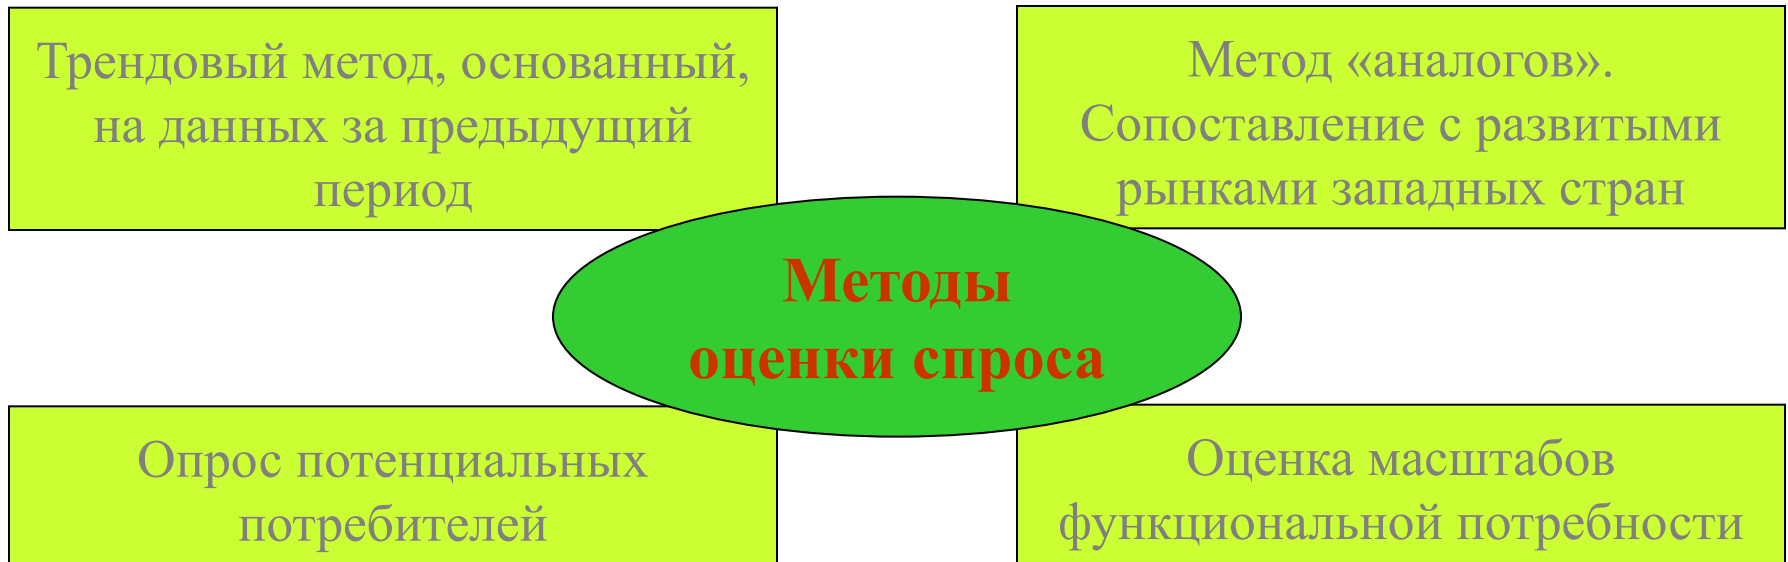 Трендовый метод, основанный,
на данных за предыдущий
период
Метод «аналогов».
Сопоставление с развитыми
рынками западных стран
Методы
оценки спроса
Опрос потенциальных
потребителей
Оценка масштабов
функциональной потребности